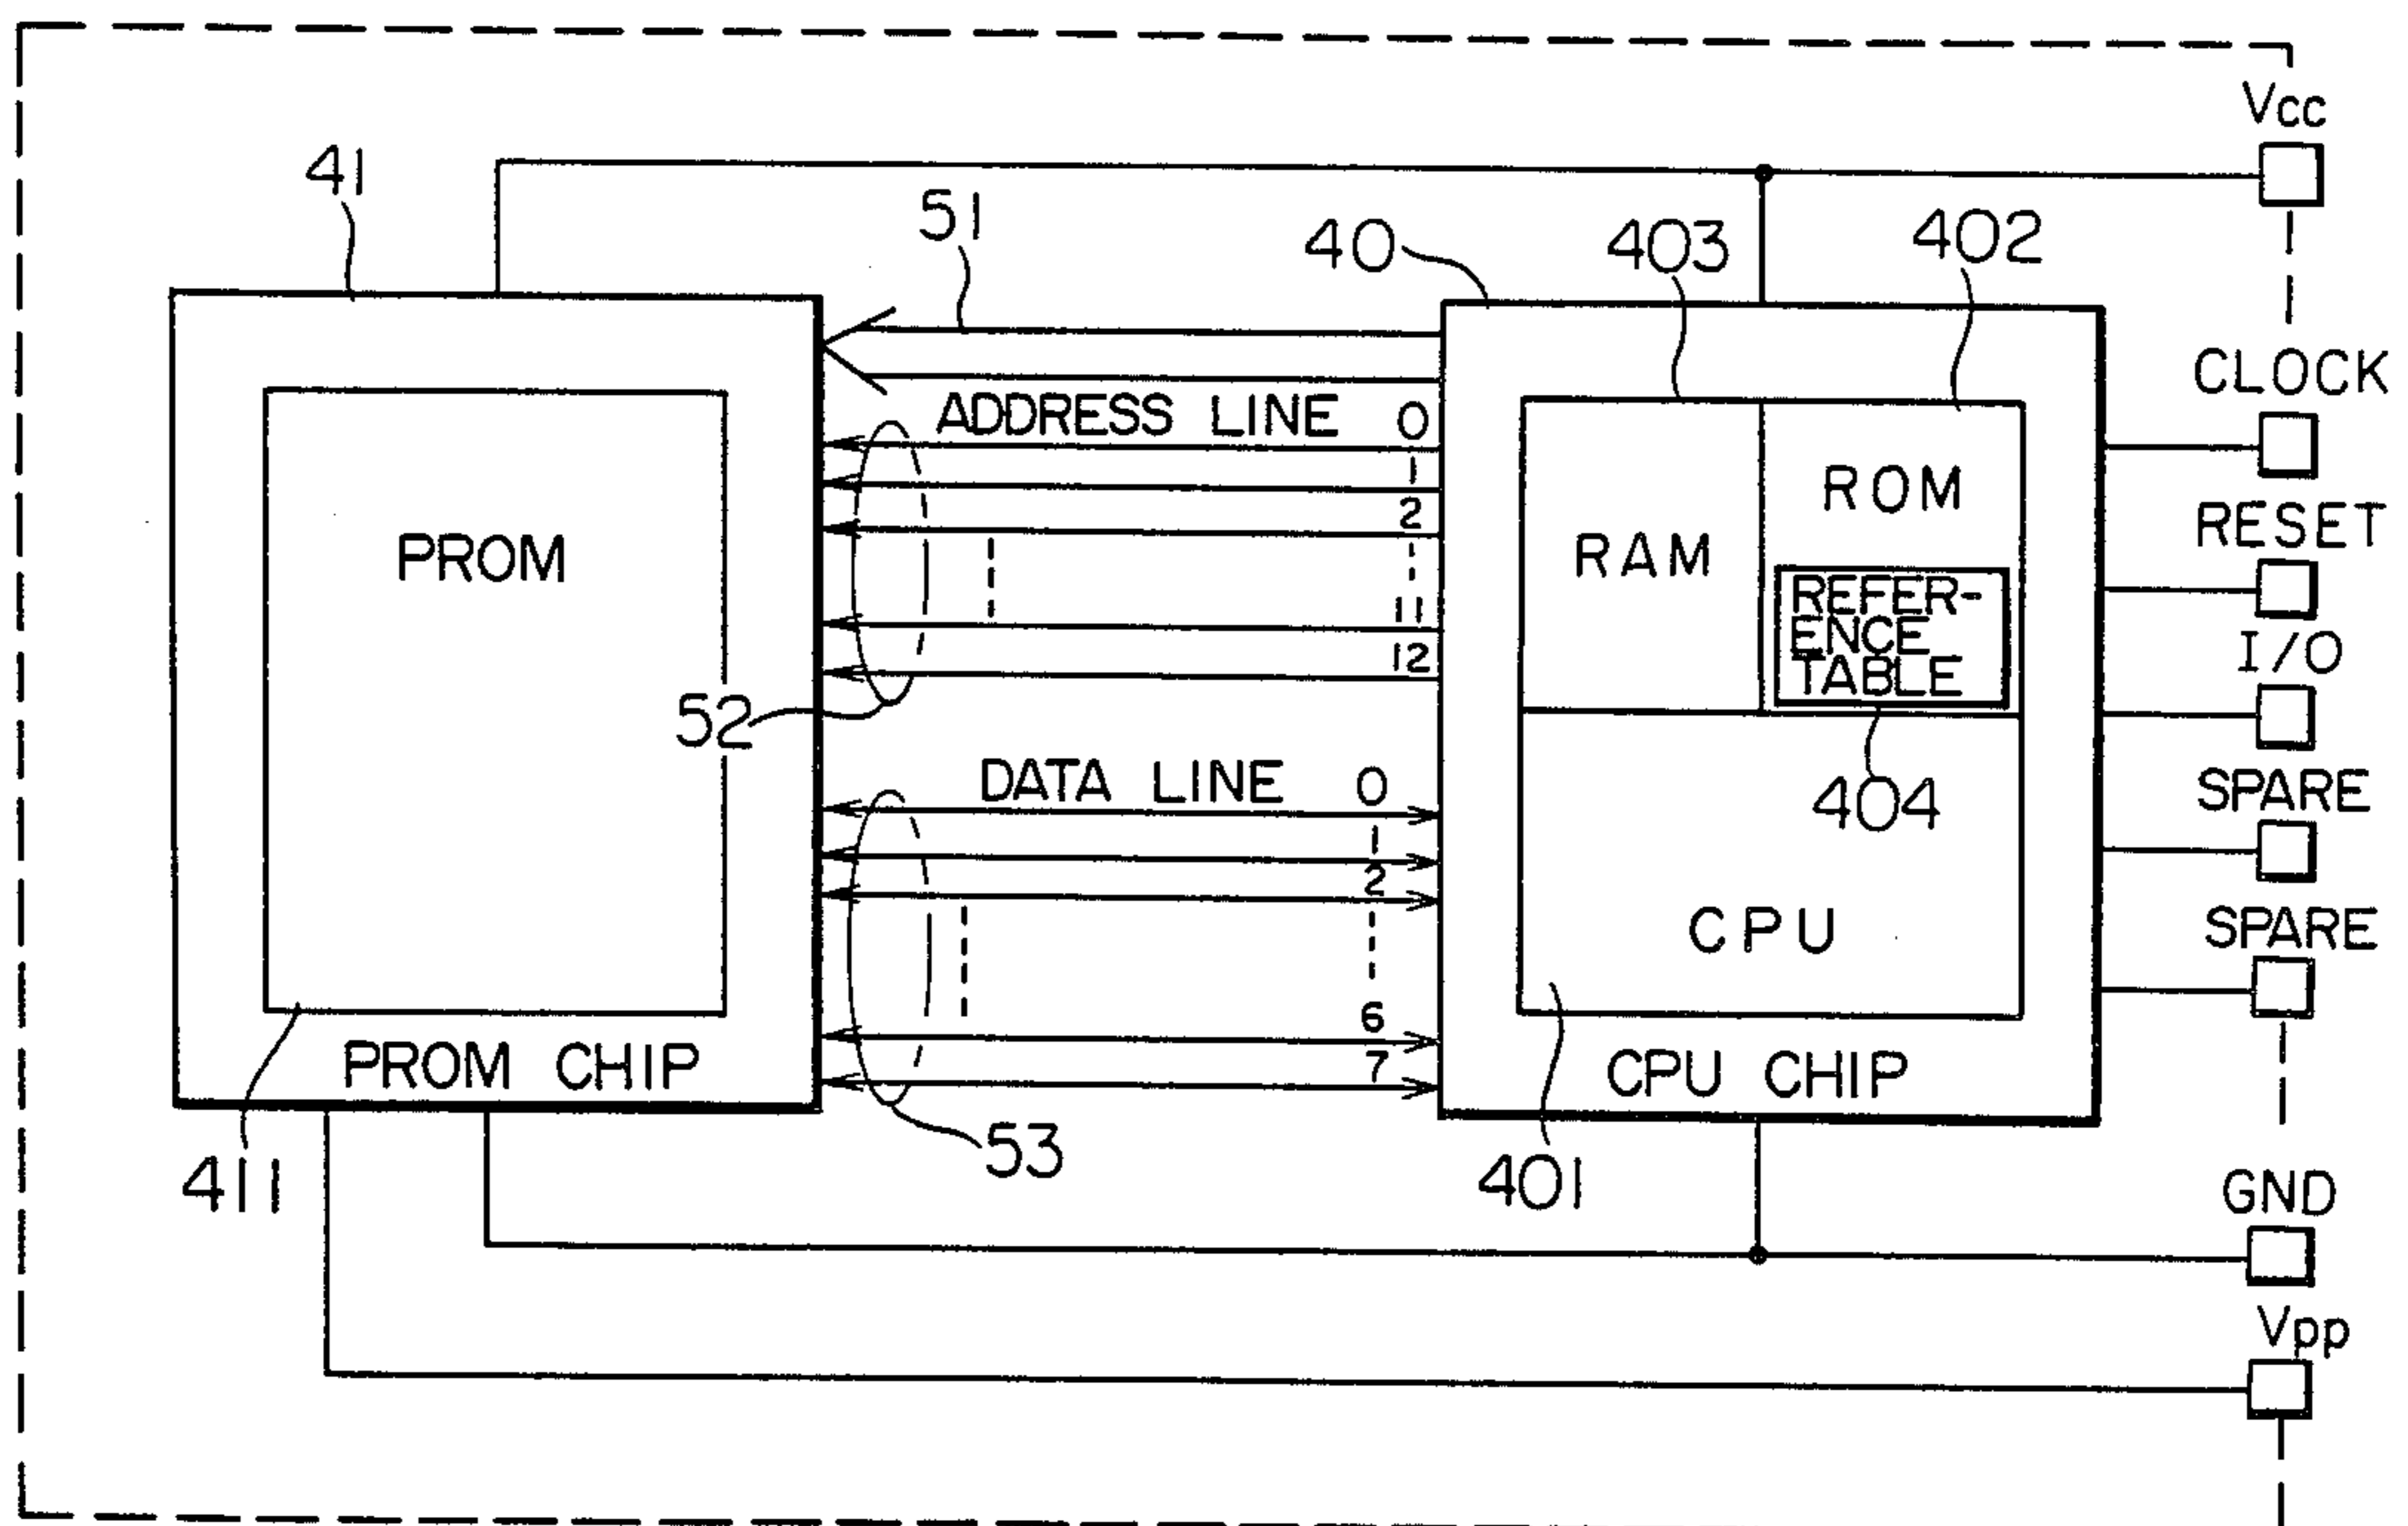 Vcc
41
51
40
403
402
CLOCK
ADDRESS LINE 0
1
2
11
12
PROM
RAM
ROM
REFER-
ENCE
TABLE
RESET
I/O
52
DATA LINE 0
1
2
6
7
404
SPARE
CPU
SPARE
PROM CHIP
CPU CHIP
411
53
401
GND
Vpp